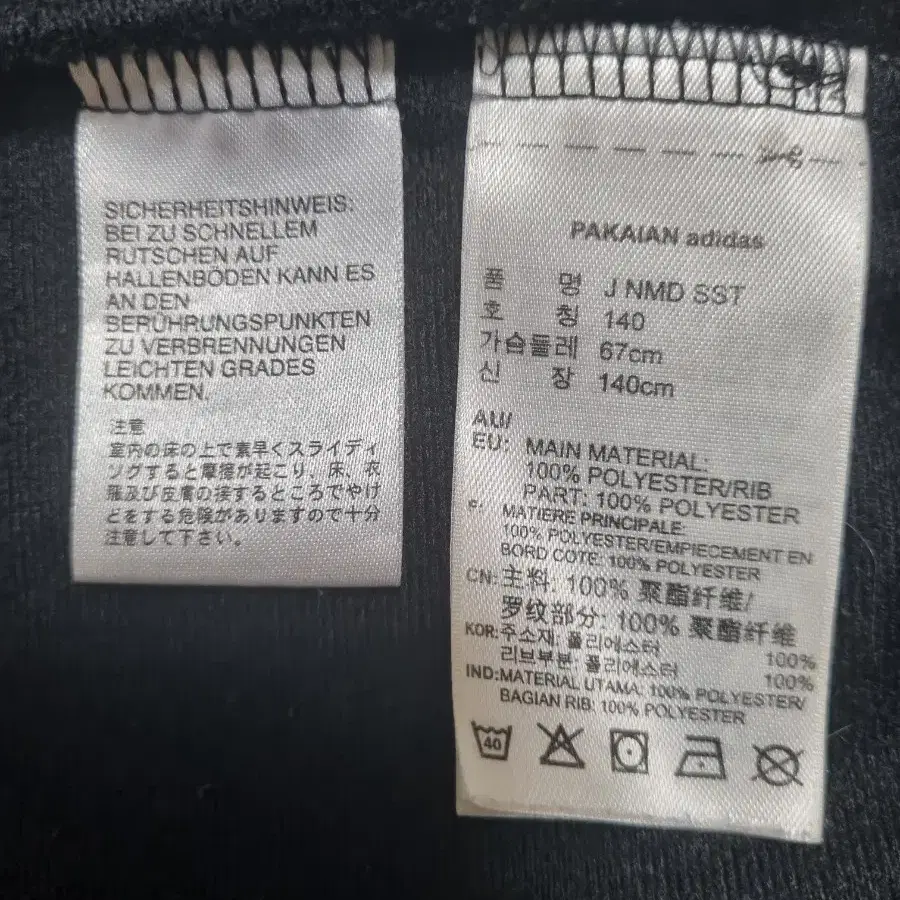 SICHERHEITSHINWEIS:
BEI ZU SCHNELLEM
RUTSCHEN AUF
HALLENBÖDEN KANN ES
AN DEN
BERÜHRUNGSPUNKTEN
ZU VERBRENNUNGEN
LEICHTEN GRADES
KOMMEN.
注意
室内の床の上で素早くスライディ
ングすると摩擦が起こり、床、衣
服及び皮膚の接するところでやけ
どをする危険がありますので十分
注意して下さい。
PAKAIAN adidas
품 명 J NMD SST
호 칭 140
가슴둘레 67cm
신 장 140cm
AU/
EU: MAIN MATERIAL:
100% POLYESTER/RIB
PART: 100% POLYESTER
MATIERE PRINCIPALE:
100% POLYESTER/EMPIECEMENT EN
BORD COTE: 100% POLYESTER
CN: 主料: 100% 聚酯纤维/
罗纹部分: 100% 聚酯纤维
KOR: 주소재: 폴리에스터 100%
리브부분: 폴리에스터 100%
IND: MATERIAL UTAMA: 100% POLYESTER/
BAGIAN RIB: 100% POLYESTER
40